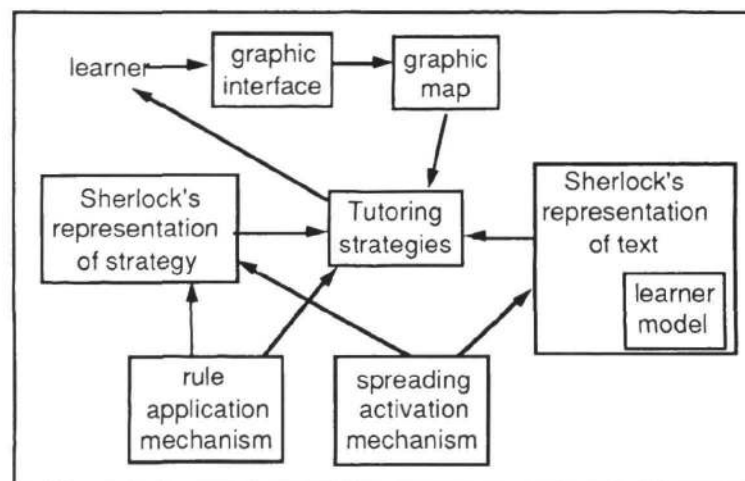 learner
graphic
interface
graphic
map
Sherlock's
representation
of strategy
Tutoring
strategies
Sherlock's
representation
of text
learner
model
rule
application
mechanism
spreading
activation
mechanism